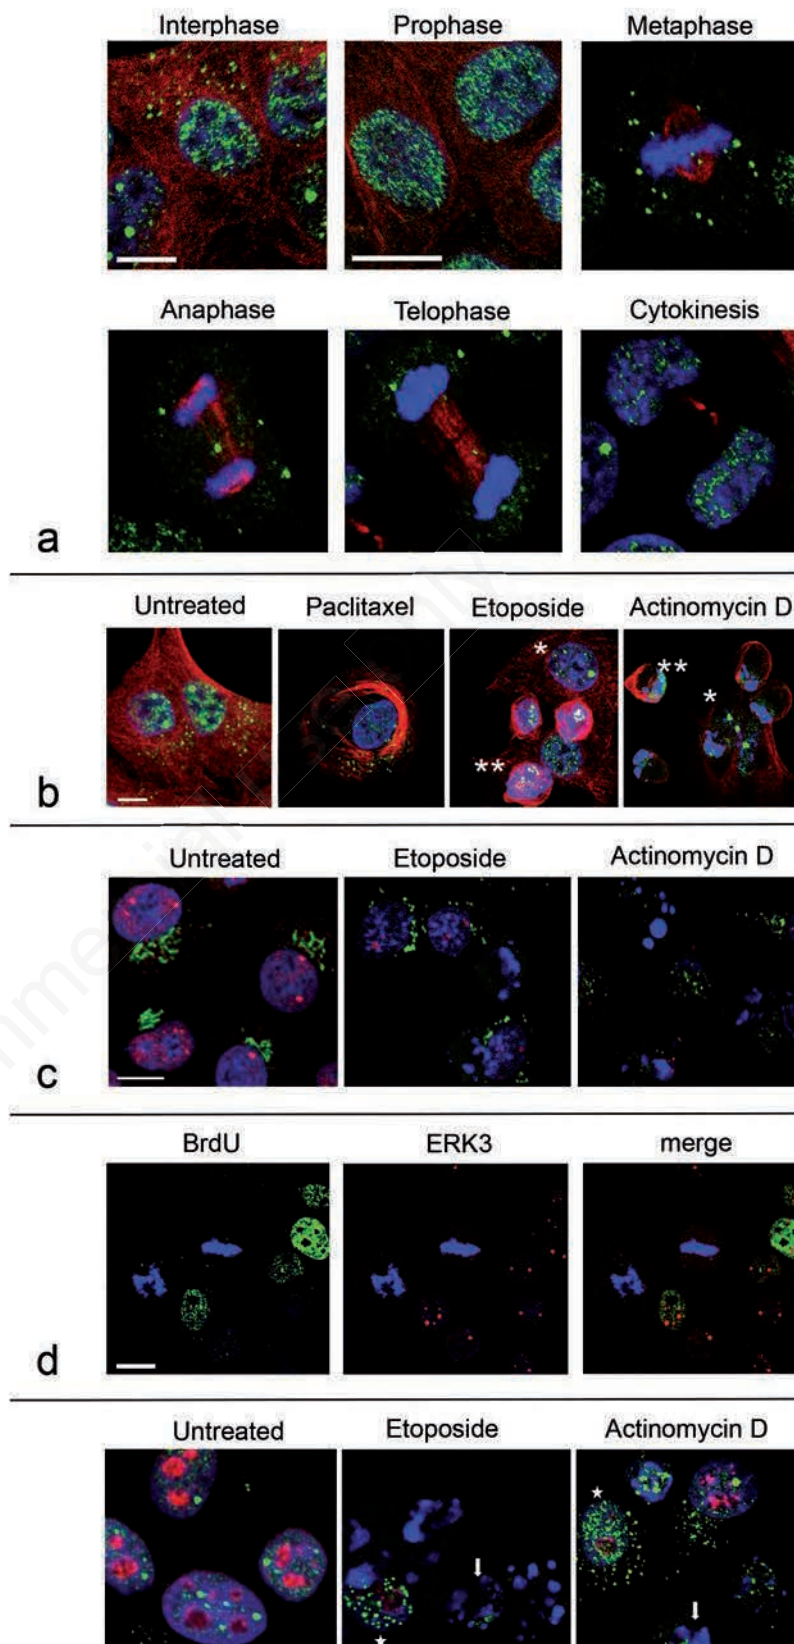 Interphase Prophase Metaphase
Anaphase Telophase Cytokinesis
a
Untreated Paclitaxel Etoposide Actinomycin D
* ** * **
b
Untreated Etoposide Actinomycin D
c
BrdU ERK3 merge
d
Untreated Etoposide Actinomycin D